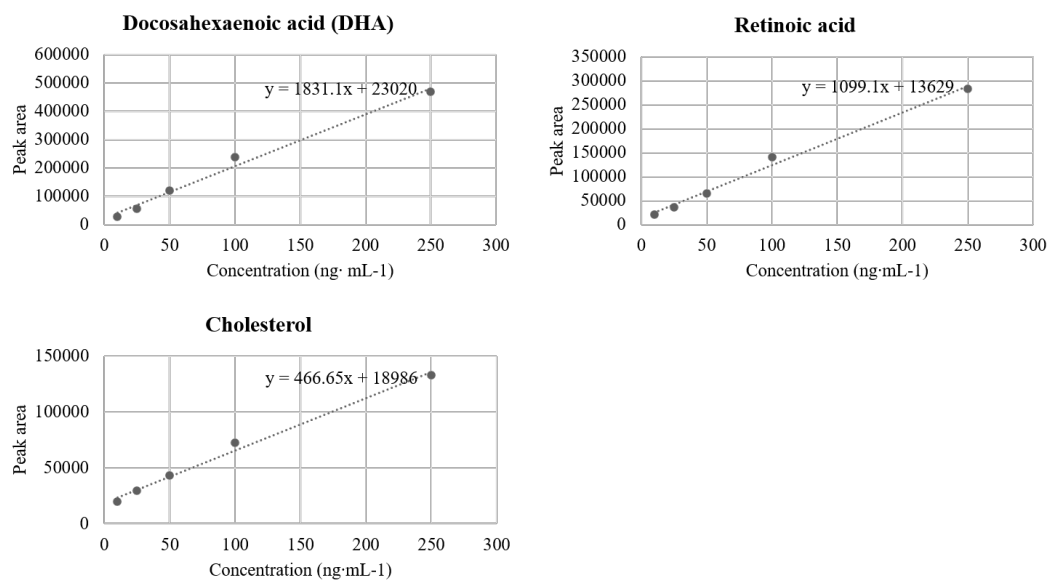 Docosahexaenoic acid (DHA)
600000
500000
400000
300000
200000
100000
0
Peak area
y = 1831.1x + 23020
0 50 100 150 200 250 300
Concentration (ng· mL-1)
Retinoic acid
350000
300000
250000
200000
150000
100000
50000
0
Peak area
y = 1099.1x + 13629
0 50 100 150 200 250 300
Concentration (ng·mL-1)
Cholesterol
150000
100000
50000
0
Peak area
y = 466.65x + 18986
0 50 100 150 200 250 300
Concentration (ng·mL-1)